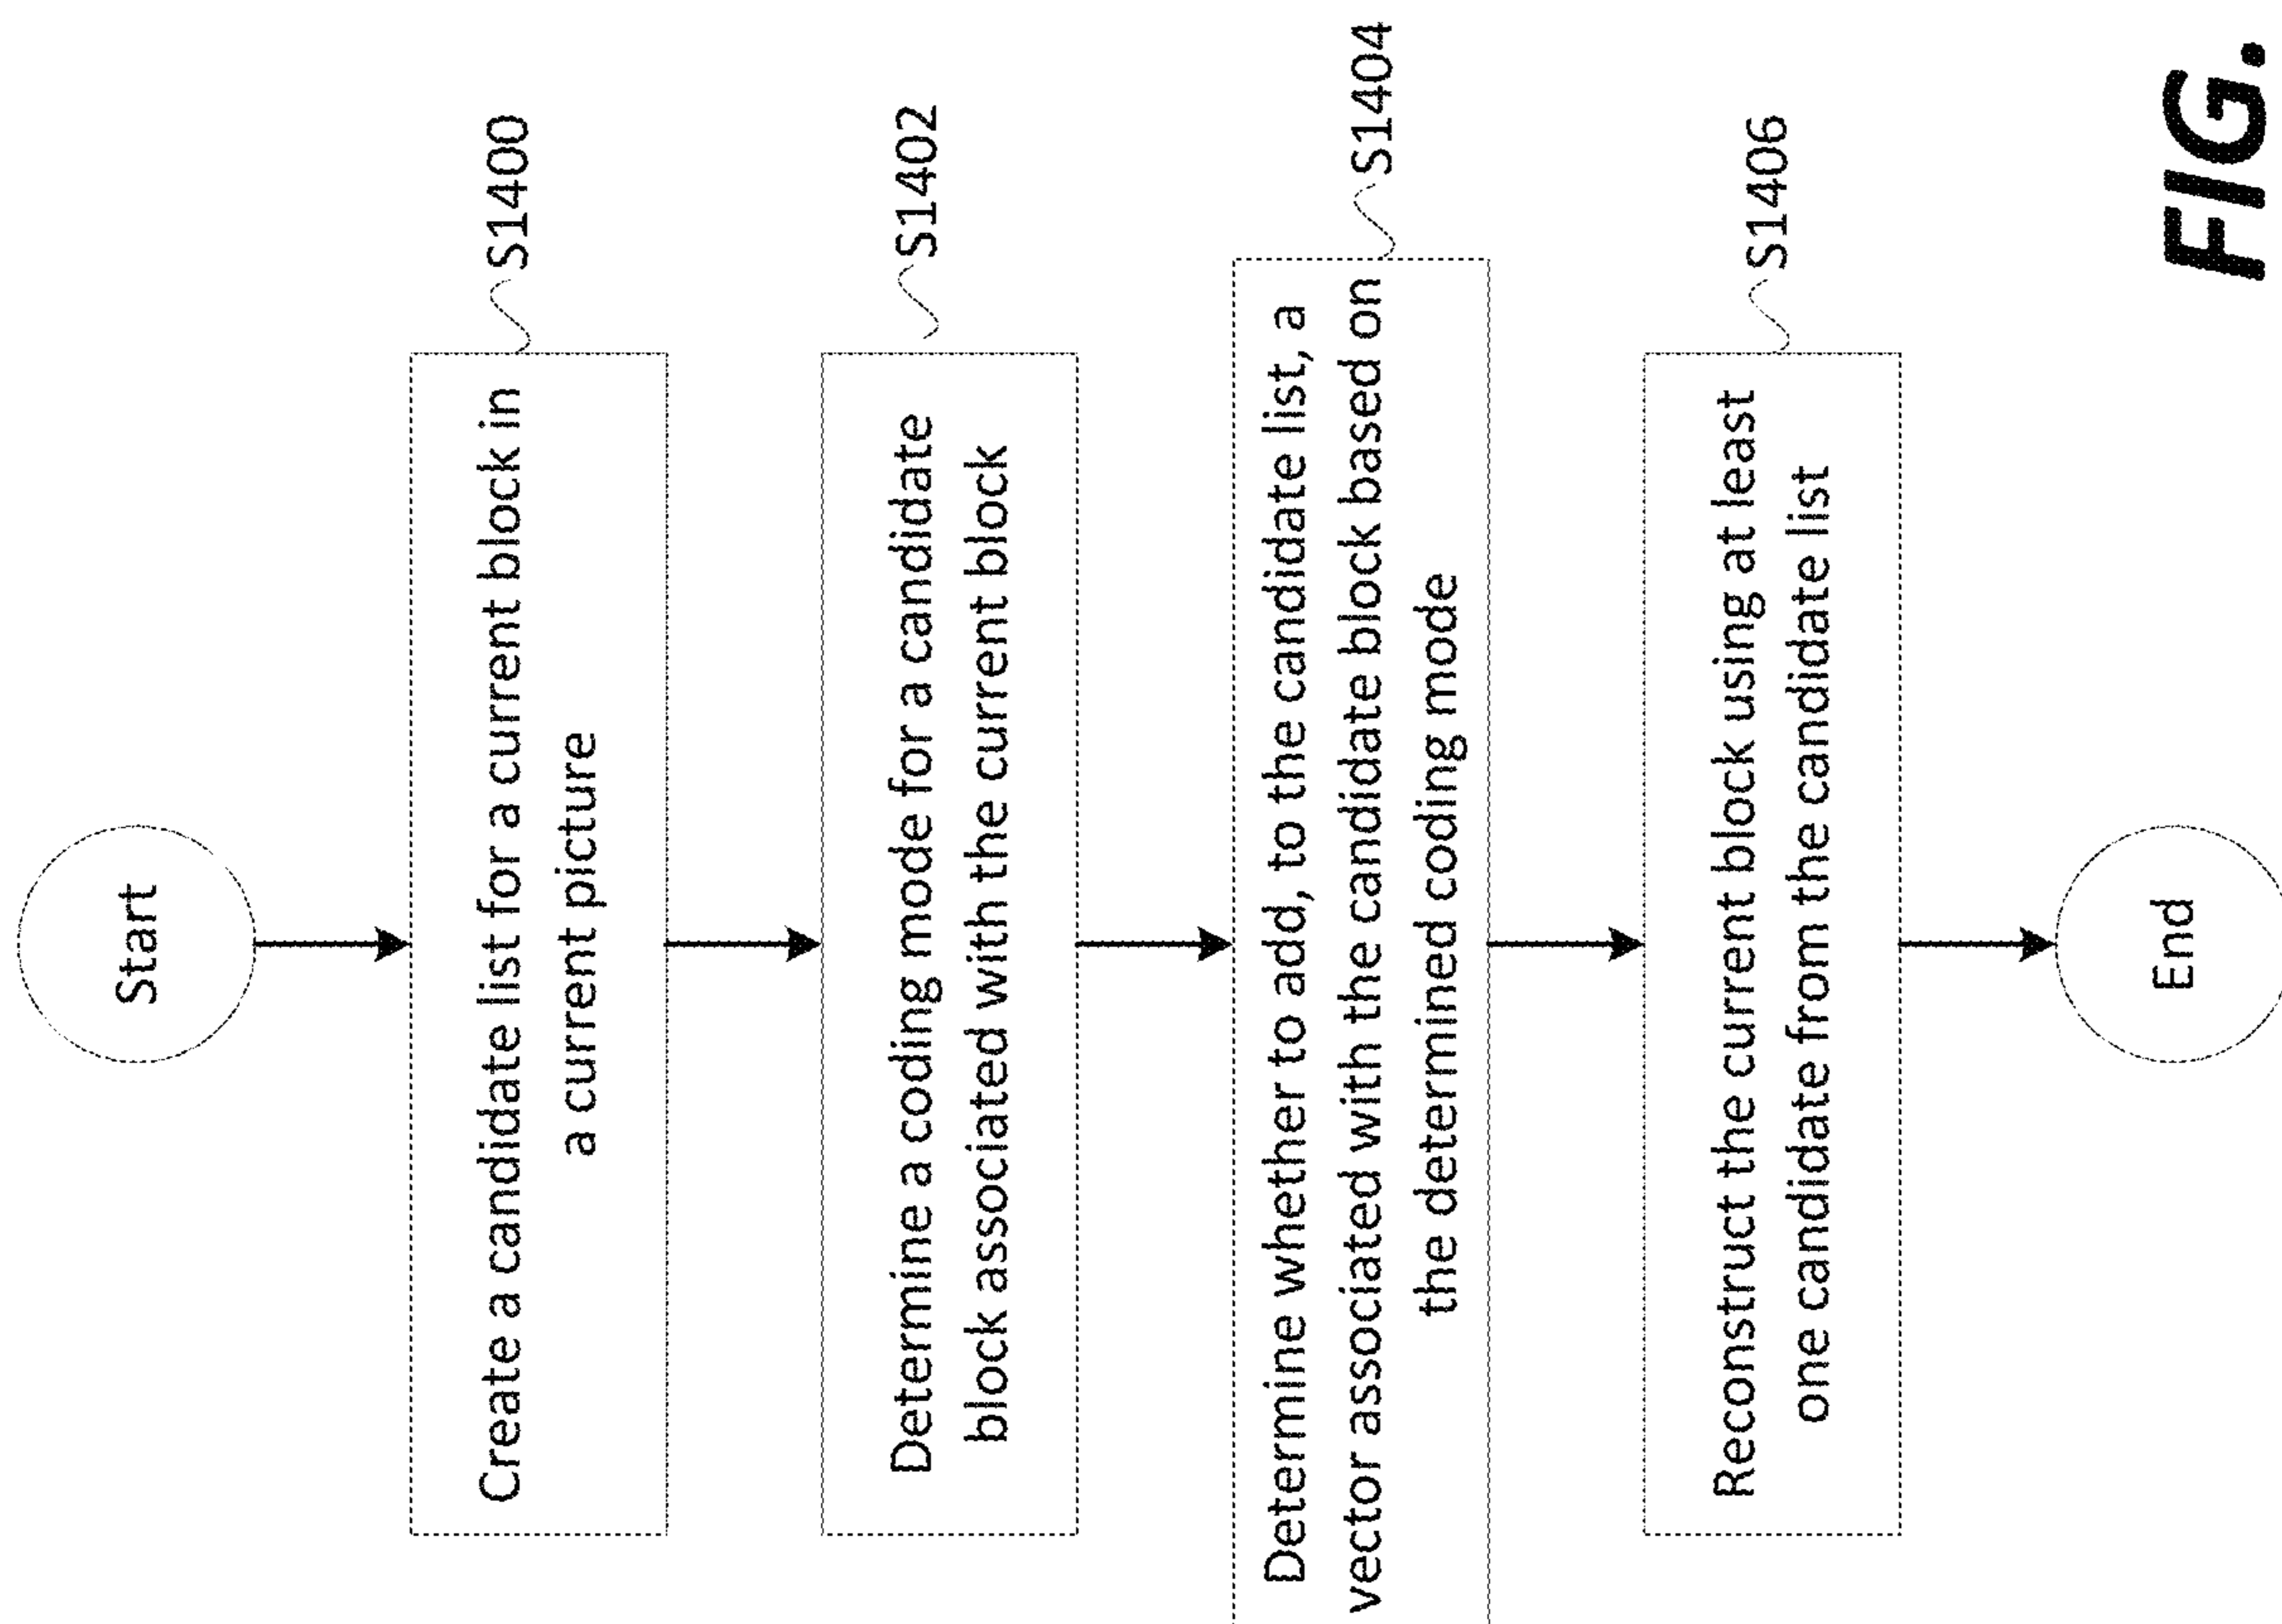 Start
Create a candidate list for a current block in
a current picture
S1400
Determine a coding mode for a candidate
block associated with the current block
S1402
Determine whether to add, to the candidate list, a
vector associated with the candidate block based on
the determined coding mode
S1404
Reconstruct the current block using at least
one candidate from the candidate list
S1406
End
FIG.